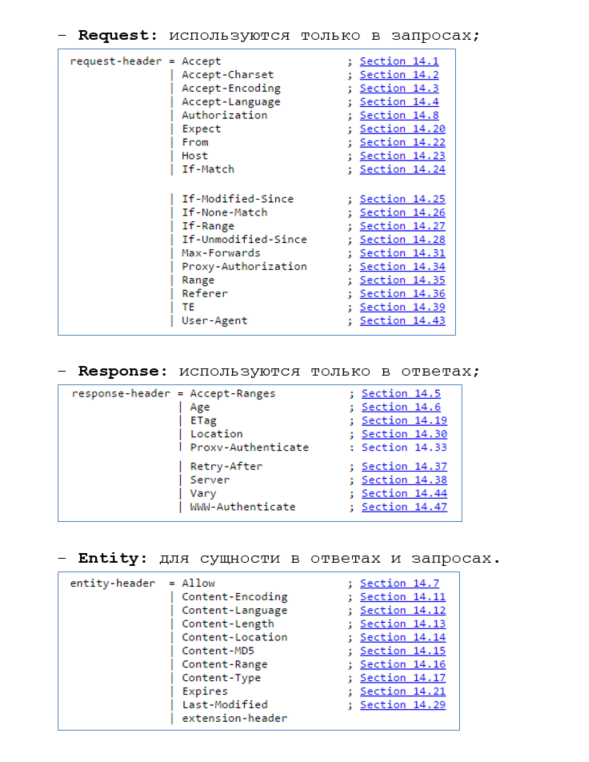 – Request: используются только в запросах;
request-header = Accept ; Section 14.1
| Accept-Charset ; Section 14.2
| Accept-Encoding ; Section 14.3
| Accept-Language ; Section 14.4
| Authorization ; Section 14.8
| Expect ; Section 14.20
| From ; Section 14.22
| Host ; Section 14.23
| If-Match ; Section 14.24
| If-Modified-Since ; Section 14.25
| If-None-Match ; Section 14.26
| If-Range ; Section 14.27
| If-Unmodified-Since ; Section 14.28
| Max-Forwards ; Section 14.31
| Proxy-Authorization ; Section 14.34
| Range ; Section 14.35
| Referer ; Section 14.36
| TE ; Section 14.39
| User-Agent ; Section 14.43
– Response: используются только в ответах;
response-header = Accept-Ranges ; Section 14.5
| Age ; Section 14.6
| ETag ; Section 14.19
| Location ; Section 14.30
| Proxy-Authenticate ; Section 14.33
| Retry-After ; Section 14.37
| Server ; Section 14.38
| Vary ; Section 14.44
| WWW-Authenticate ; Section 14.47
– Entity: для сущности в ответах и запросах.
entity-header = Allow ; Section 14.7
| Content-Encoding ; Section 14.11
| Content-Language ; Section 14.12
| Content-Length ; Section 14.13
| Content-Location ; Section 14.14
| Content-MD5 ; Section 14.15
| Content-Range ; Section 14.16
| Content-Type ; Section 14.17
| Expires ; Section 14.21
| Last-Modified ; Section 14.29
| extension-header